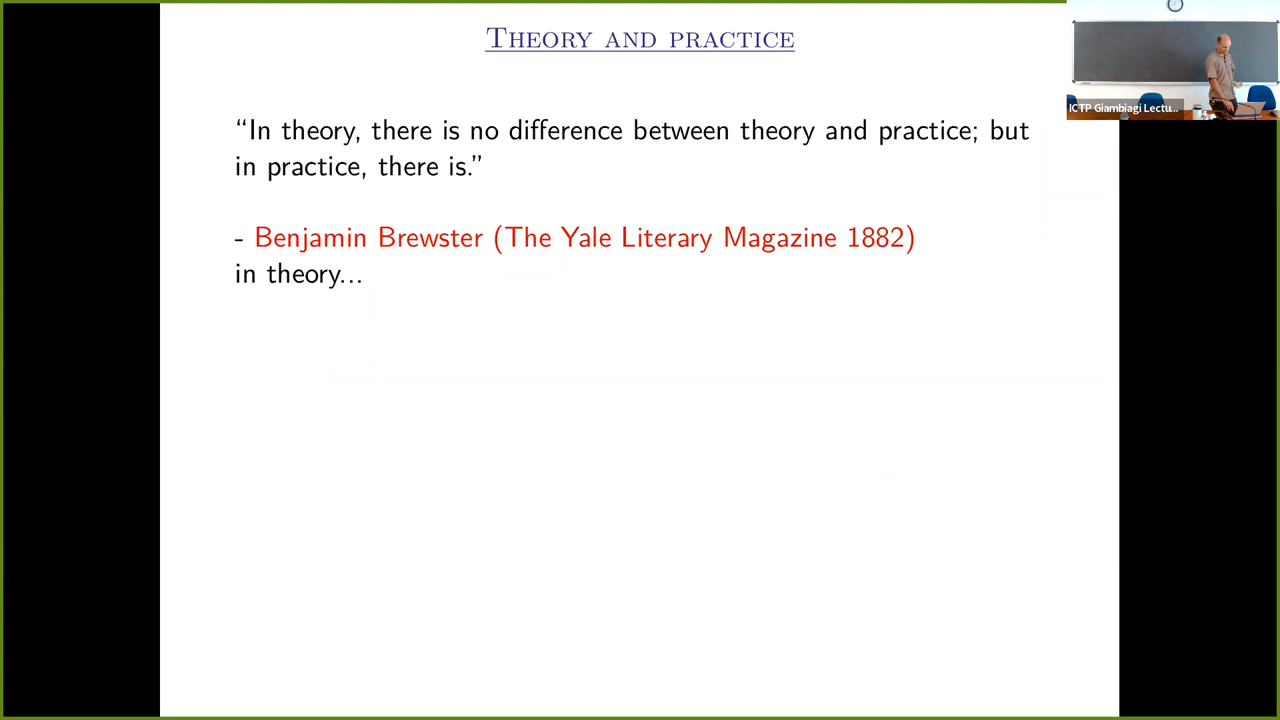 THEORY AND PRACTICE
ICTP Giambiagi Lectu...
“In theory, there is no difference between theory and practice; but
in practice, there is.”
- Benjamin Brewster (The Yale Literary Magazine 1882)
in theory...